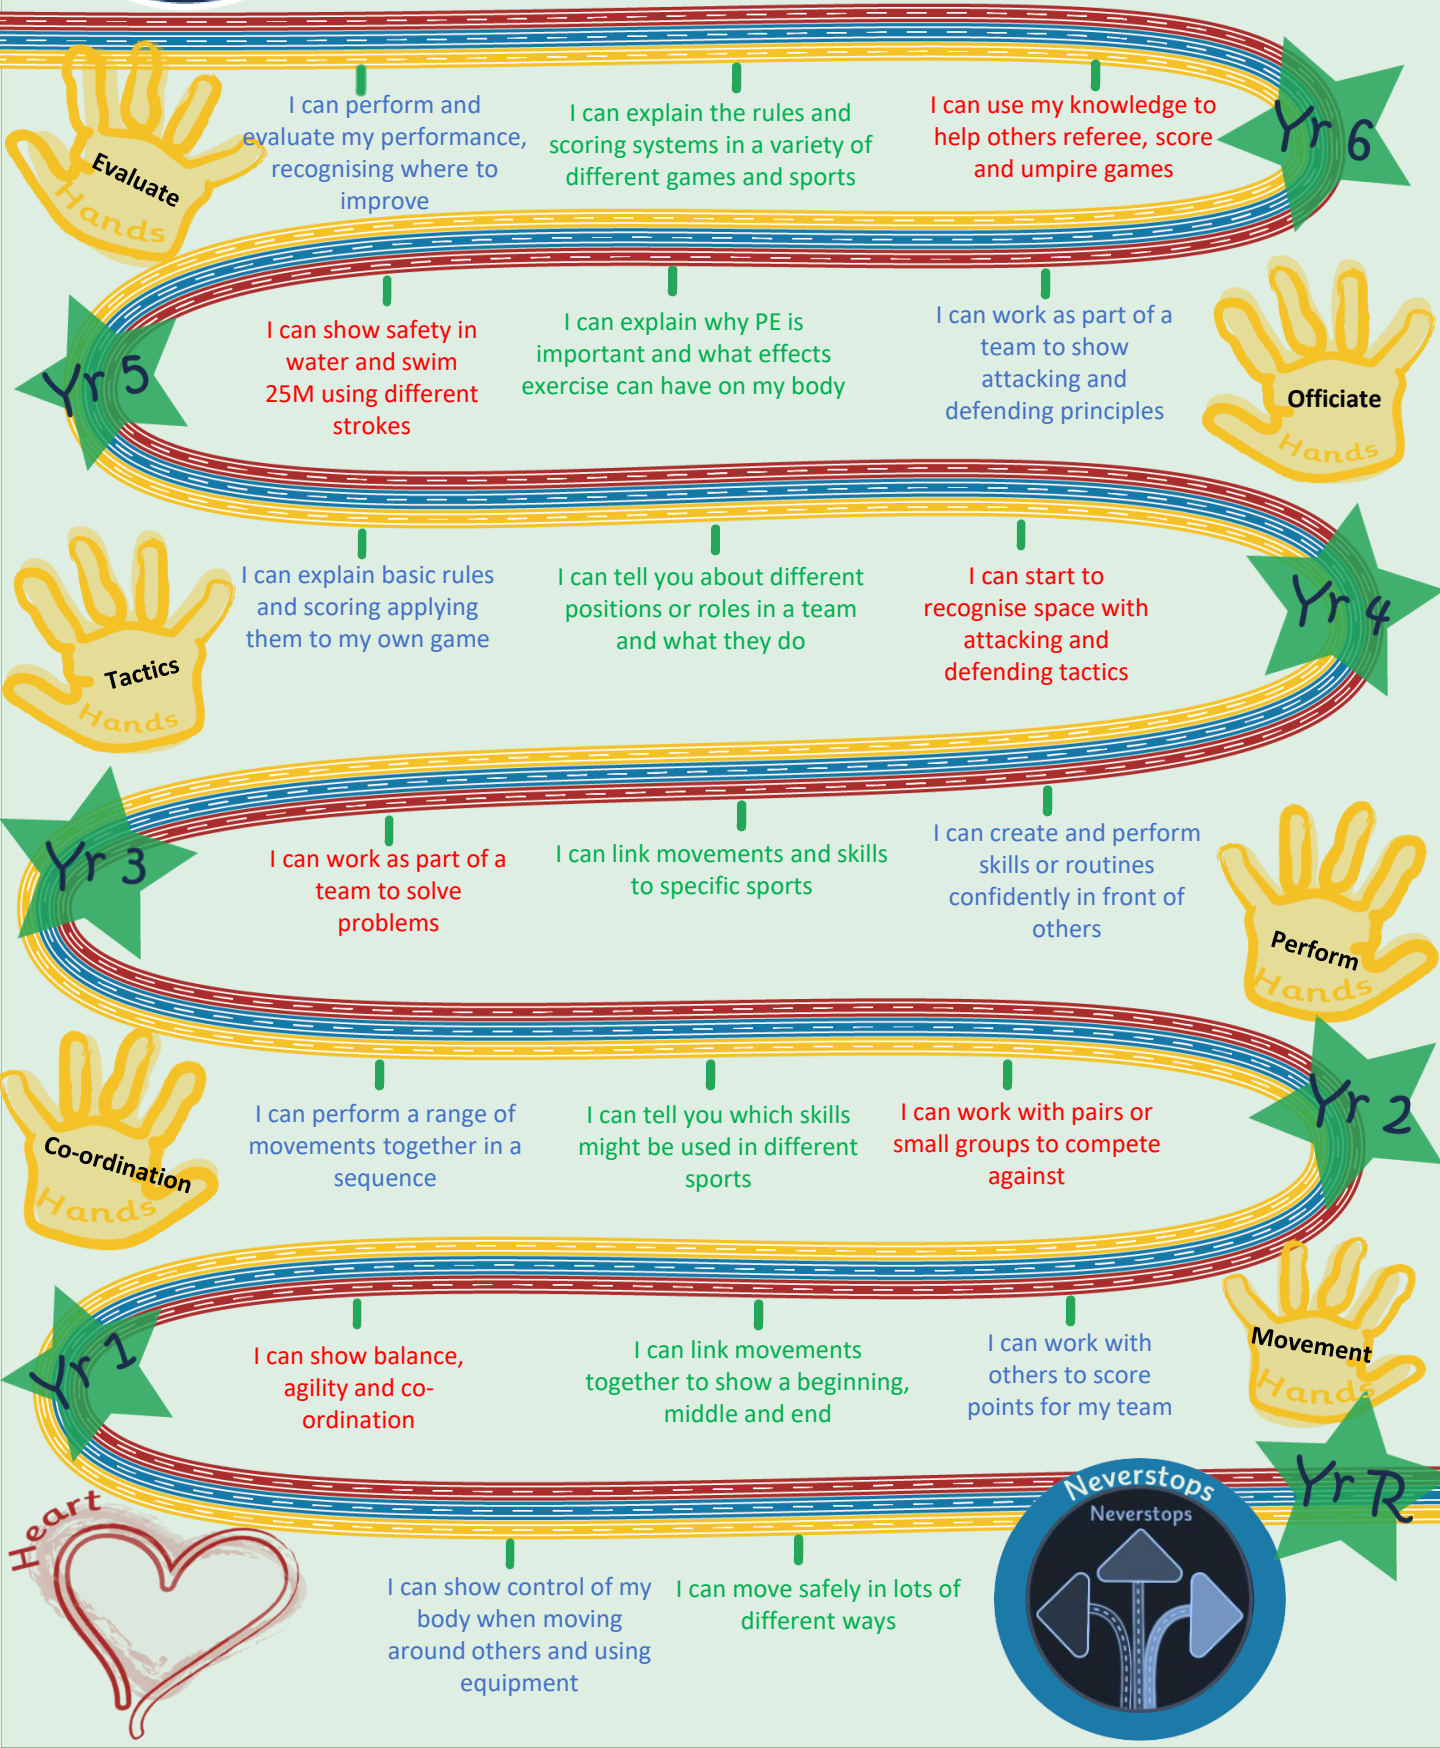 I can perform and
evaluate my performance,
recognising where to
improve
I can explain the rules and
scoring systems in a variety of
different games and sports
I can use my knowledge to
help others referee, score
and umpire games
Yr 6
Evaluate
Hands
I can show safety in
water and swim
25M using different
strokes
I can explain why PE is
important and what effects
exercise can have on my body
I can work as part of a
team to show
attacking and
defending principles
Yr 5
Officiate
Hands
I can explain basic rules
and scoring applying
them to my own game
I can tell you about different
positions or roles in a team
and what they do
I can start to
recognise space with
attacking and
defending tactics
Yr 4
Tactics
Hands
Yr 3
I can work as part of a
team to solve
problems
I can link movements and skills
to specific sports
I can create and perform
skills or routines
confidently in front of
others
Perform
Hands
Co-ordination
Hands
I can perform a range of
movements together in a
sequence
I can tell you which skills
might be used in different
sports
I can work with pairs or
small groups to compete
against
Yr 2
Yr 1
I can show balance,
agility and co-
ordination
I can link movements
together to show a beginning,
middle and end
I can work with
others to score
points for my team
Movement
Hands
Yr R
Heart
I can show control of my
body when moving
around others and using
equipment
I can move safely in lots of
different ways
Neverstops
Neverstops